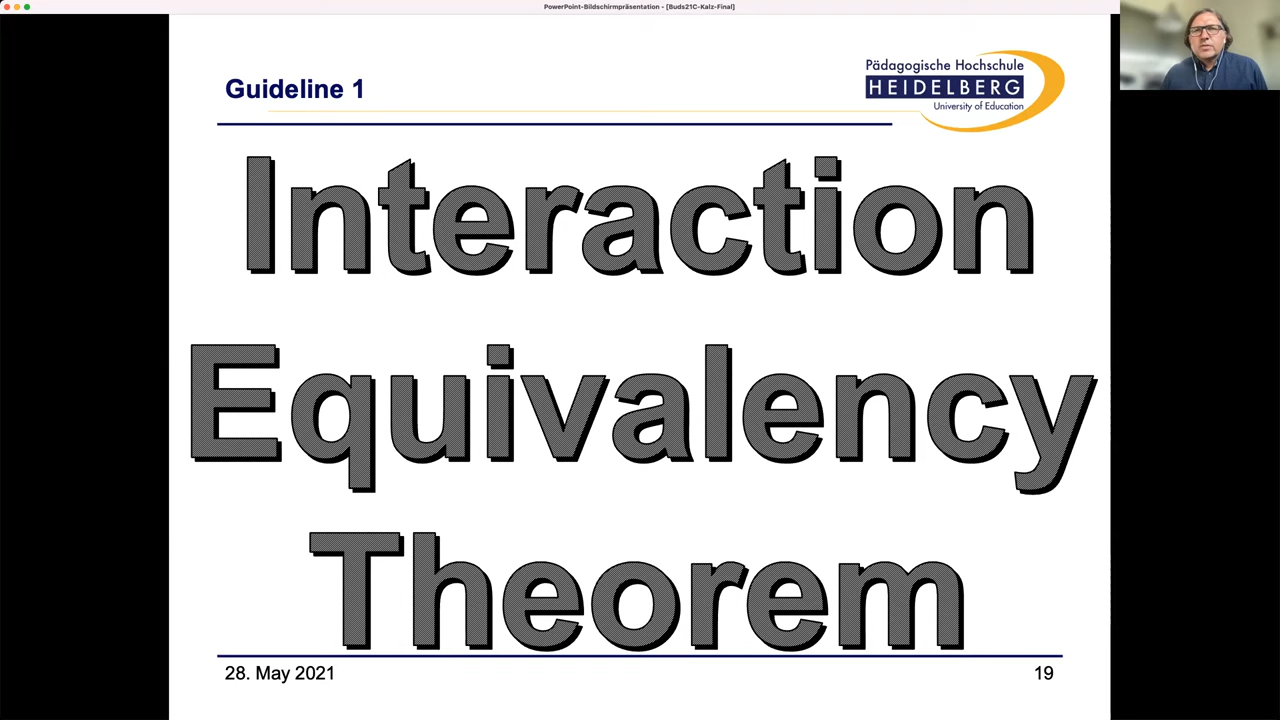 PowerPoint-Bildschirmpräsentation - [Buds21C-Kalz-Final]
Guideline 1
Pädagogische Hochschule
HEIDELBERG
University of Education
Interaction
Equivalency
Theorem
28. May 2021
19